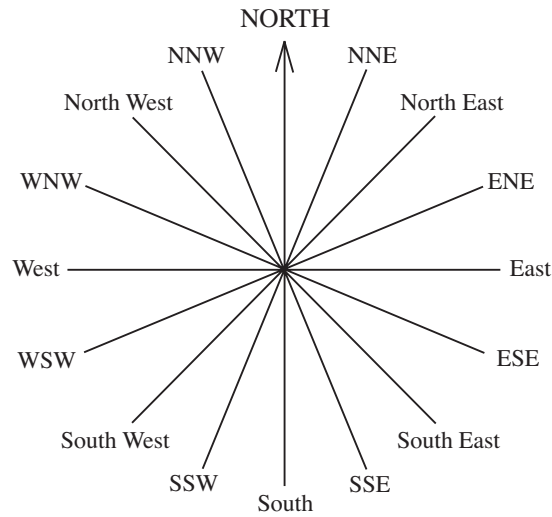 NORTH
NNW
NNE
North West
North East
WNW
ENE
West
East
WSW
ESE
South West
South East
SSW
SSE
South